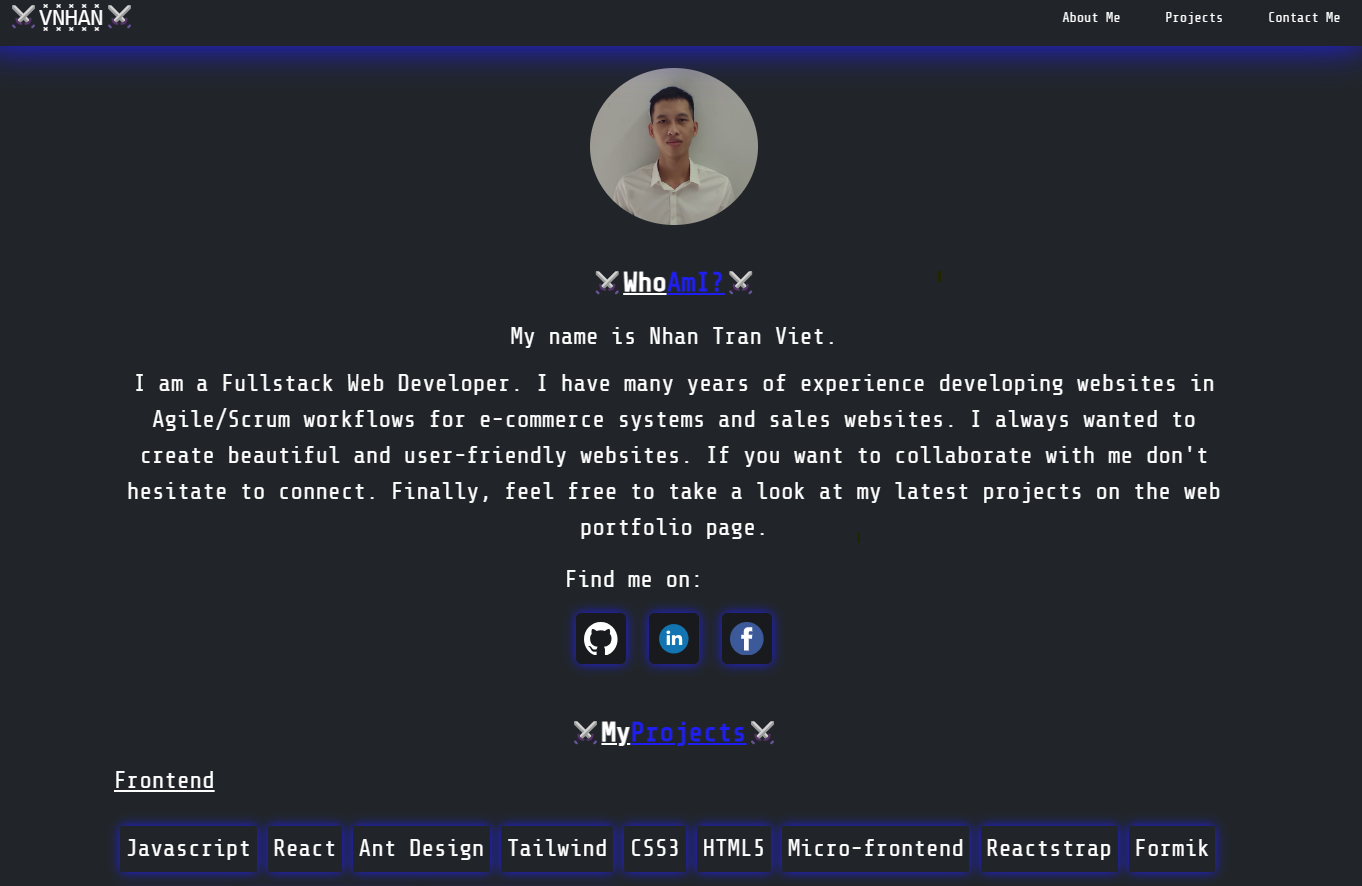 ⚔VNHAN⚔
About Me Projects Contact Me
⚔WhoAmI?⚔
My name is Nhan Tran Viet.
I am a Fullstack Web Developer. I have many years of experience developing websites in
Agile/Scrum workflows for e-commerce systems and sales websites. I always wanted to
create beautiful and user-friendly websites. If you want to collaborate with me don't
hesitate to connect. Finally, feel free to take a look at my latest projects on the web
portfolio page.
Find me on:
in f
⚔MyProjects⚔
Frontend
Javascript React Ant Design Tailwind CSS3 HTML5 Micro-frontend Reactstrap Formik